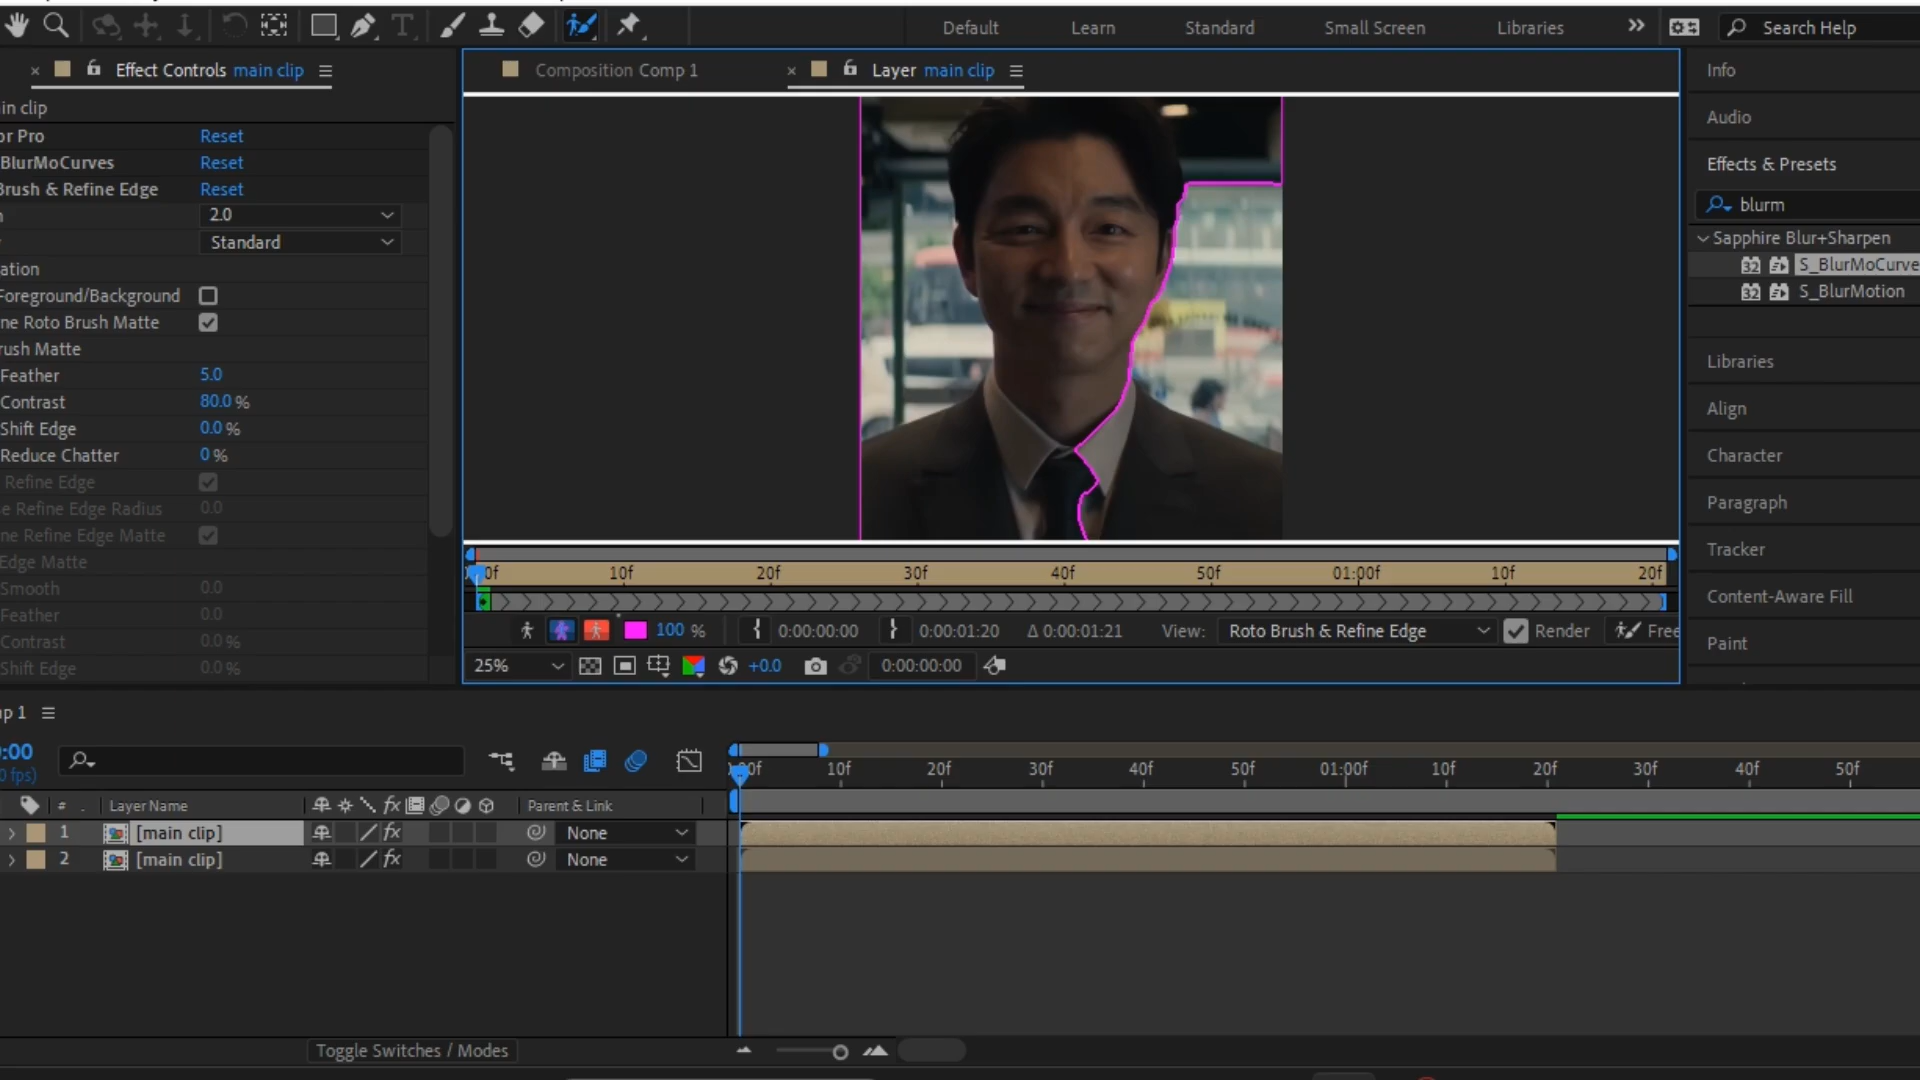 Default
Learn
Standard
Small Screen
Libraries
Search Help
Effect Controls main clip
Composition Comp 1
Layer main clip
Info
in clip
or Pro Reset
Audio
BlurMoCurves Reset
Effects & Presets
Brush & Refine Edge Reset
2.0
blurm
Standard
Sapphire Blur+Sharpen
ation
32 S_BlurMoCurve
Foreground/Background
32 S_BlurMotion
ne Roto Brush Matte
rush Matte
Libraries
Feather 5.0
Contrast 80.0 %
Align
Shift Edge 0.0 %
Reduce Chatter 0 %
Character
Refine Edge
e Refine Edge Radius 0.0
Paragraph
ne Refine Edge Matte
Tracker
Edge Matte
0f 10f 20f 30f 40f 50f 01:00f 10f 20f
Smooth 0.0
Content-Aware Fill
Feather 0.0
100 % 0:00:00:00 0:00:01:20 Δ 0:00:01:21 View: Roto Brush & Refine Edge Render Free
Contrast 0.0 %
Paint
Shift Edge 0.0 %
25% +0.0 0:00:00:00
mp 1
:00
0 fps)
00f 10f 20f 30f 40f 50f 01:00f 10f 20f 30f 40f 50f
# . Layer Name fx Parent & Link
1 [main clip] fx None
2 [main clip] fx None
Toggle Switches / Modes